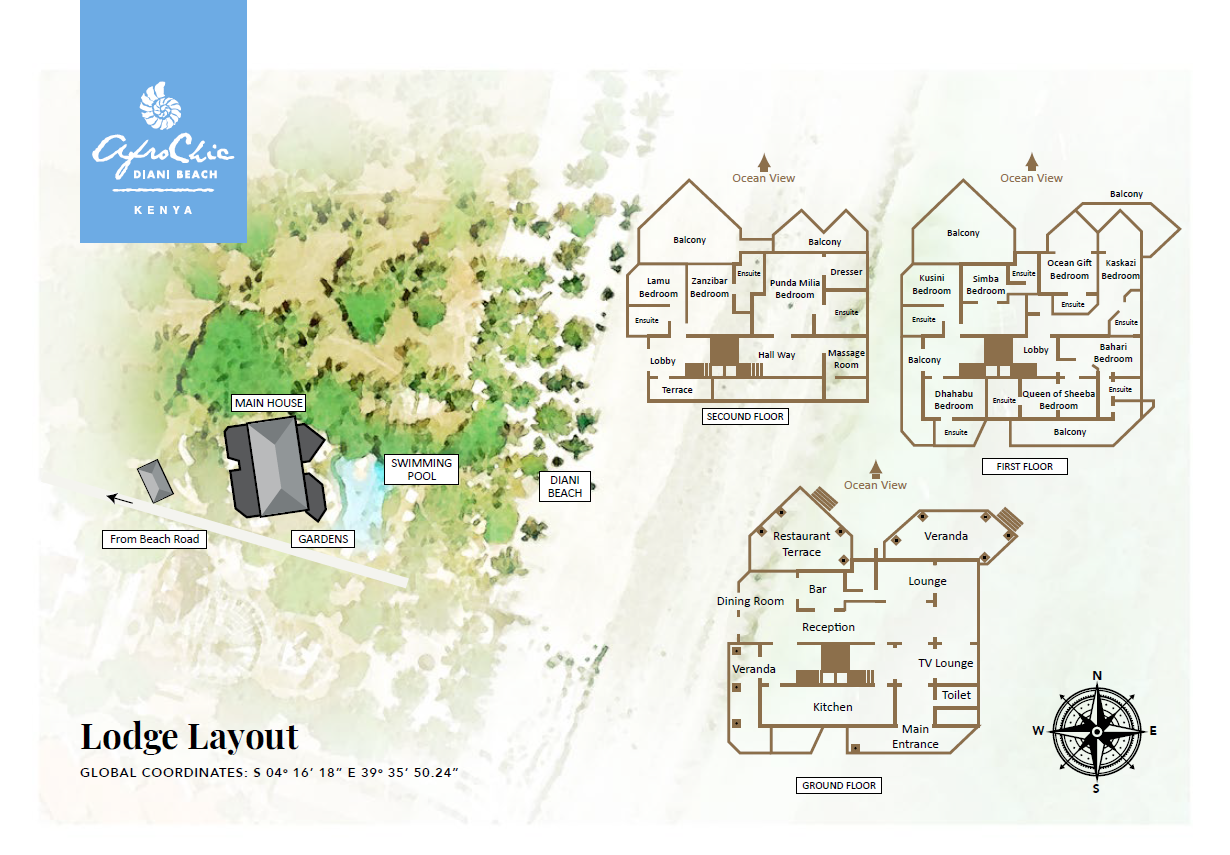 AfroChic
DIANI BEACH
KENYA
MAIN HOUSE
SWIMMING
POOL
DIANI
BEACH
From Beach Road
GARDENS
Lodge Layout
GLOBAL COORDINATES: S 04º 16’ 18” E 39º 35’ 50.24”
Ocean View
Balcony
Balcony
Lamu
Bedroom
Zanzibar
Bedroom
Ensuite
Punda Milia
Bedroom
Dresser
Ensuite
Ensuite
Lobby
Hall Way
Massage
Room
Terrace
SECOUND FLOOR
Ocean View
Balcony
Balcony
Kusini
Bedroom
Simba
Bedroom
Ensuite
Ocean Gift
Bedroom
Kaskazi
Bedroom
Ensuite
Ensuite
Ensuite
Balcony
Lobby
Bahari
Bedroom
Dhahabu
Bedroom
Ensuite
Queen of Sheeba
Bedroom
Ensuite
Ensuite
Balcony
FIRST FLOOR
Ocean View
Restaurant
Terrace
Veranda
Bar
Lounge
Dining Room
Reception
Veranda
TV Lounge
Toilet
Kitchen
Main
Entrance
GROUND FLOOR
N
W
E
S